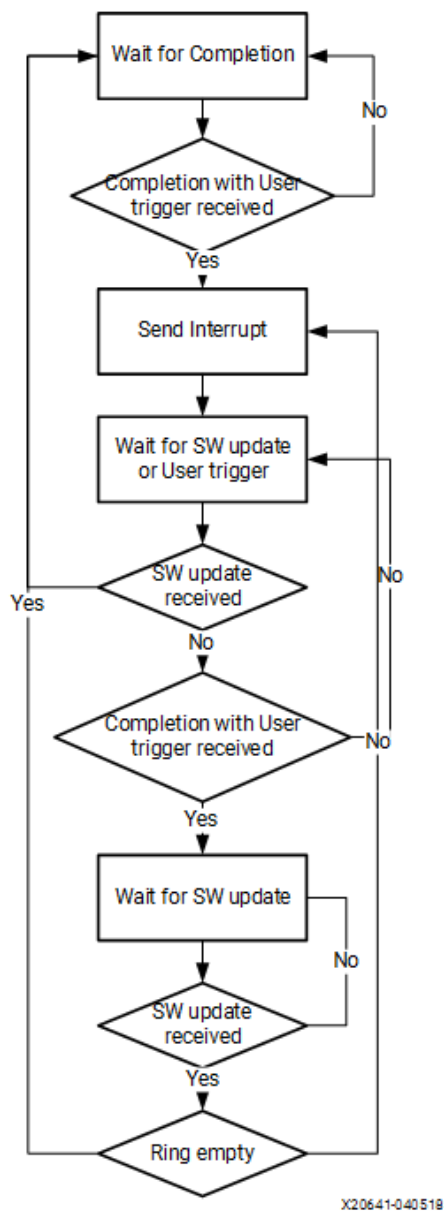 Wait for Completion
No
Completion with User
trigger received
Yes
Send Interrupt
Wait for SW update
or User trigger
No
SW update
received
Yes
No
Completion with User
trigger received
No
Yes
Wait for SW update
No
SW update
received
Yes
Ring empty
X20641-040518